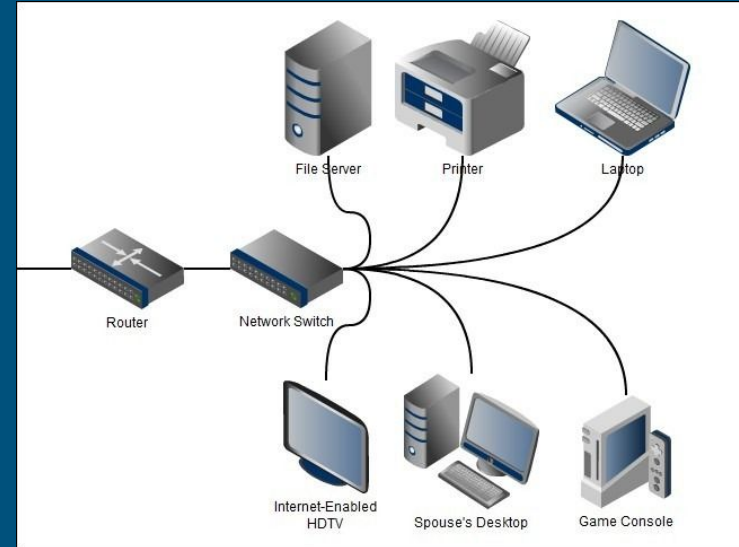 File Server
Printer
Laptop
Router
Network Switch
Internet-Enabled
HDTV
Spouse's Desktop
Game Console